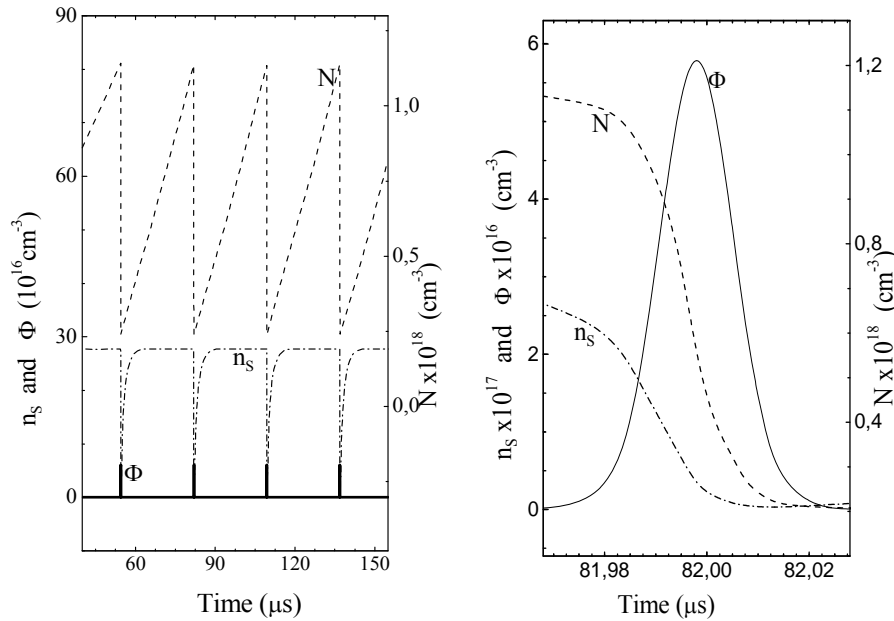 90
60
30
0
1,0
0,5
0,0
60
90
120
150
n_S and Φ (10^16 cm^-3)
N x10^18 (cm^-3)
N
n_S
Φ
Time (μs)
6
4
2
0
1,2
0,8
0,4
81,98
82,00
82,02
n_S x10^17 and Φ x10^16 (cm^-3)
N x10^18 (cm^-3)
Φ
N
n_S
Time (μs)